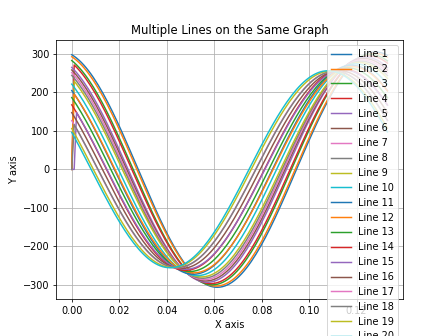 Multiple Lines on the Same Graph
300
200
100
0
−100
−200
−300
Y axis
0.00
0.02
0.04
0.06
0.08
0.10
X axis
Line 1
Line 2
Line 3
Line 4
Line 5
Line 6
Line 7
Line 8
Line 9
Line 10
Line 11
Line 12
Line 13
Line 14
Line 15
Line 16
Line 17
Line 18
Line 19
Line 20